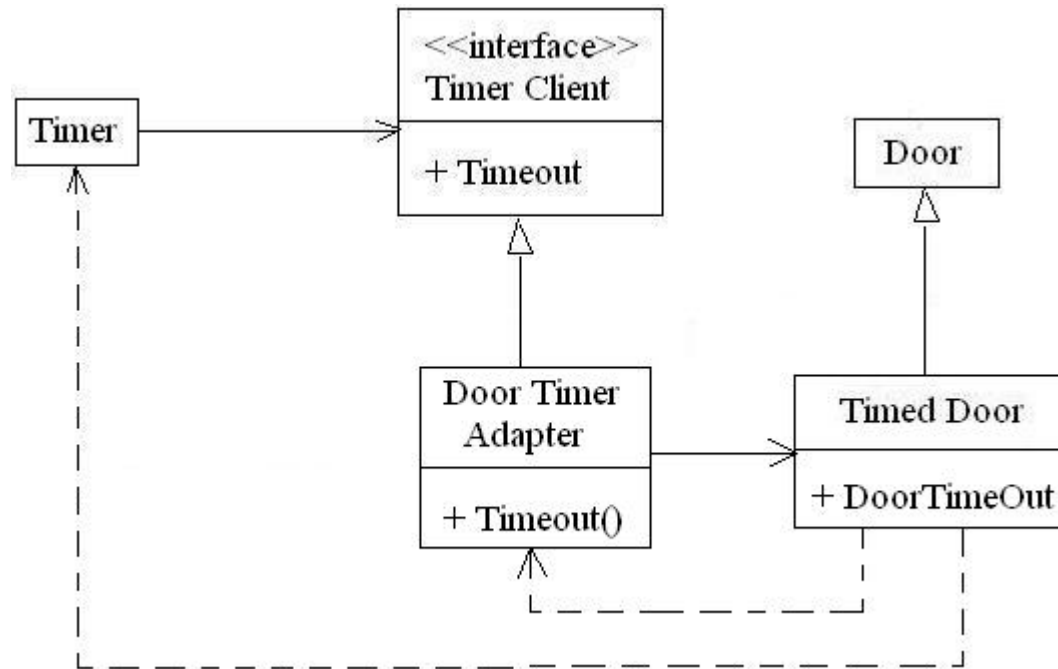 <<interface>>
Timer Client
+ Timeout
Timer
Door
Door Timer
Adapter
+ Timeout()
Timed Door
+ DoorTimeOut